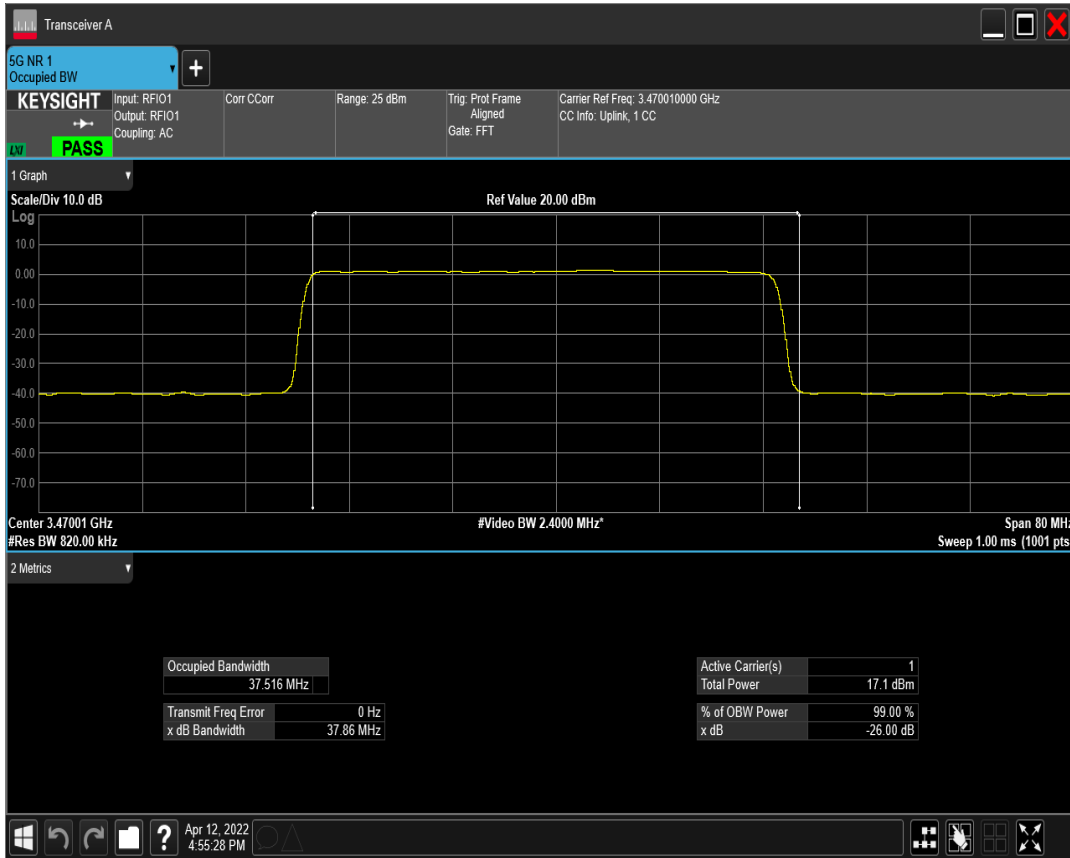 Transceiver A
5G NR 1
Occupied BW
+
KEYSIGHT
LXI
PASS
Input: RFIO1
Output: RFIO1
Coupling: AC
Corr CCorr
Range: 25 dBm
Trig: Prot Frame
Aligned
Gate: FFT
Carrier Ref Freq: 3.470010000 GHz
CC Info: Uplink, 1 CC
1 Graph
Scale/Div 10.0 dB
Ref Value 20.00 dBm
Log
10.0
0.00
-10.0
-20.0
-30.0
-40.0
-50.0
-60.0
-70.0
Center 3.47001 GHz
#Video BW 2.4000 MHz*
Span 80 MHz
#Res BW 820.00 kHz
Sweep 1.00 ms (1001 pts
2 Metrics
Occupied Bandwidth
37.516 MHz
Transmit Freq Error 0 Hz
x dB Bandwidth 37.86 MHz
Active Carrier(s) 1
Total Power 17.1 dBm
% of OBW Power 99.00 %
x dB -26.00 dB
?
Apr 12, 2022
4:55:28 PM